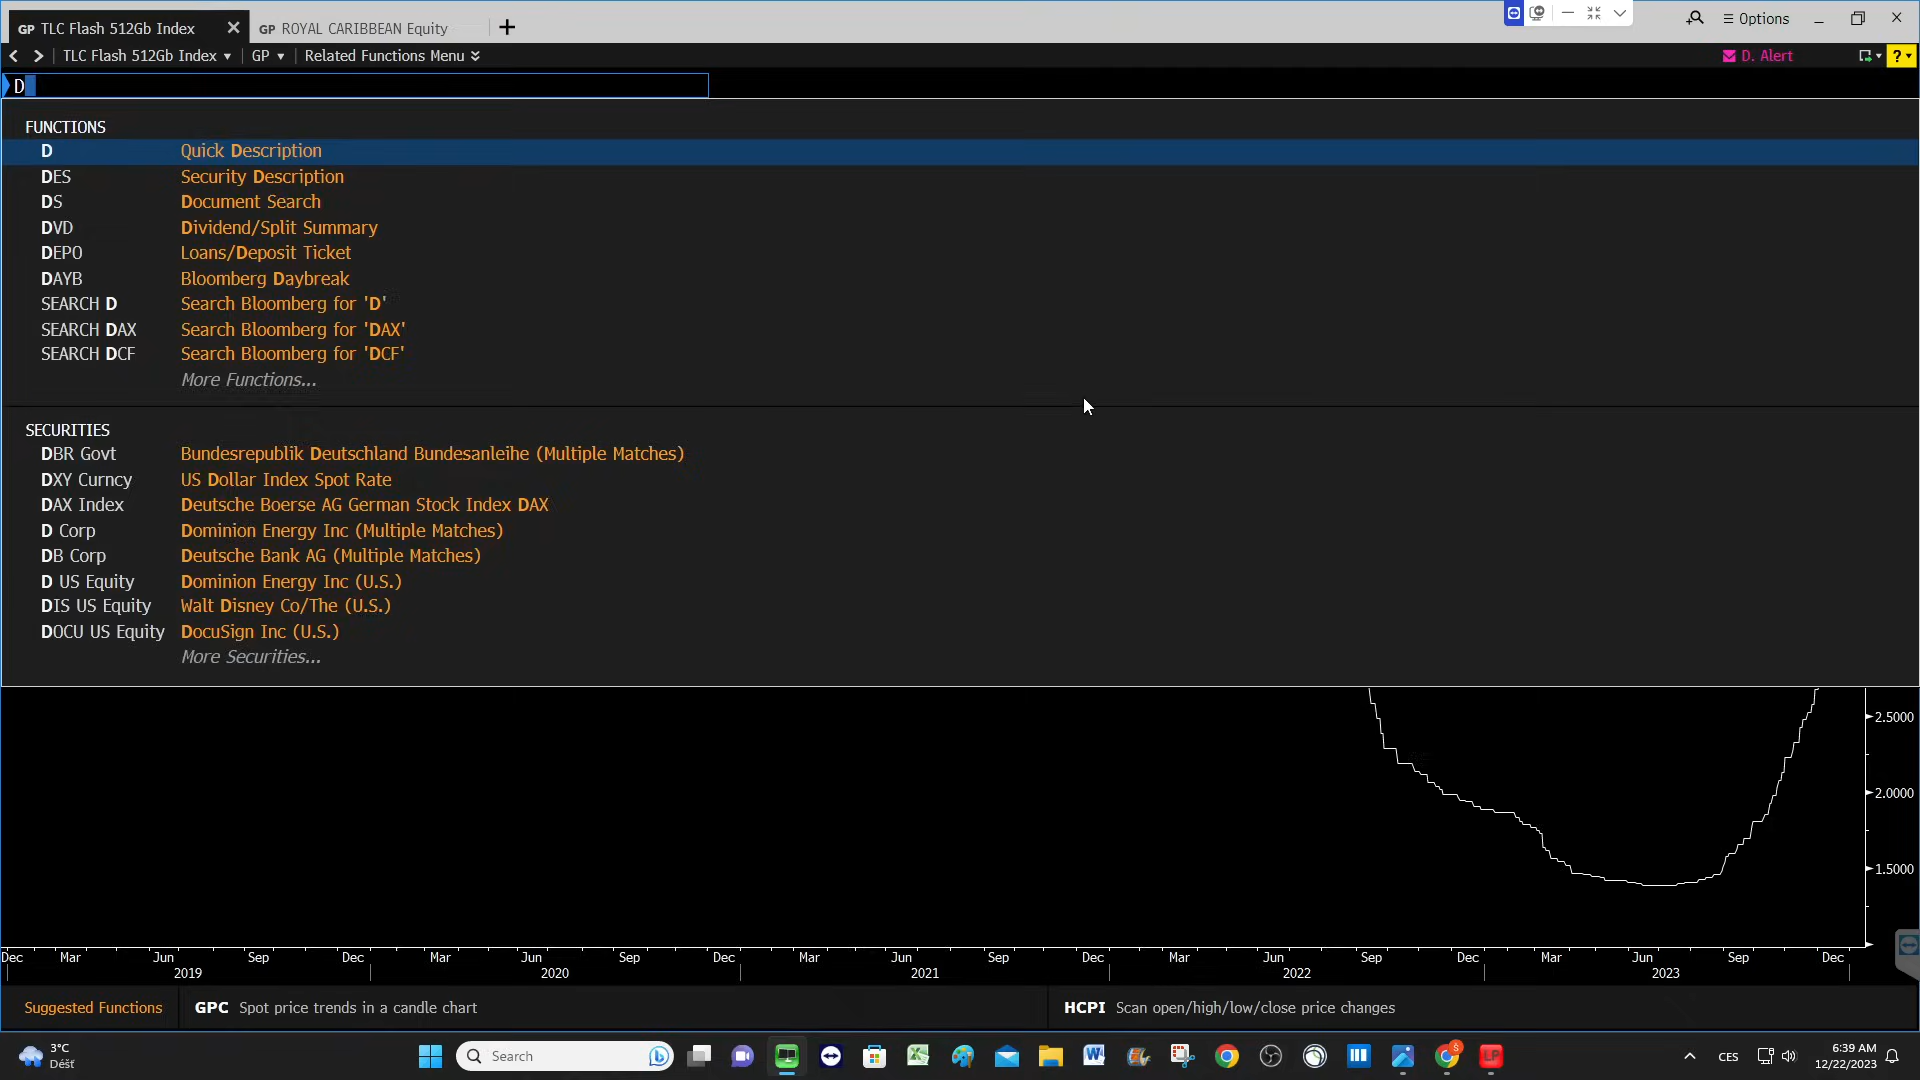 GP TLC Flash 512Gb Index
GP ROYAL CARIBBEAN Equity
Options
TLC Flash 512Gb Index
GP
Related Functions Menu
D. Alert
?
D
FUNCTIONS
D Quick Description
DES Security Description
DS Document Search
DVD Dividend/Split Summary
DEPO Loans/Deposit Ticket
DAYB Bloomberg Daybreak
SEARCH D Search Bloomberg for 'D'
SEARCH DAX Search Bloomberg for 'DAX'
SEARCH DCF Search Bloomberg for 'DCF'
More Functions...
SECURITIES
DBR Govt Bundesrepublik Deutschland Bundesanleihe (Multiple Matches)
DXY Curncy US Dollar Index Spot Rate
DAX Index Deutsche Boerse AG German Stock Index DAX
D Corp Dominion Energy Inc (Multiple Matches)
DB Corp Deutsche Bank AG (Multiple Matches)
D US Equity Dominion Energy Inc (U.S.)
DIS US Equity Walt Disney Co/The (U.S.)
DOCU US Equity DocuSign Inc (U.S.)
More Securities...
2.5000
2.0000
1.5000
Dec Mar Jun Sep Dec Mar Jun Sep Dec Mar Jun Sep Dec Mar Jun Sep Dec Mar Jun Sep Dec
2019 2020 2021 2022 2023
Suggested Functions GPC Spot price trends in a candle chart HCPI Scan open/high/low/close price changes
3°C
Déšť
Search
CES
6:39 AM
12/22/2023